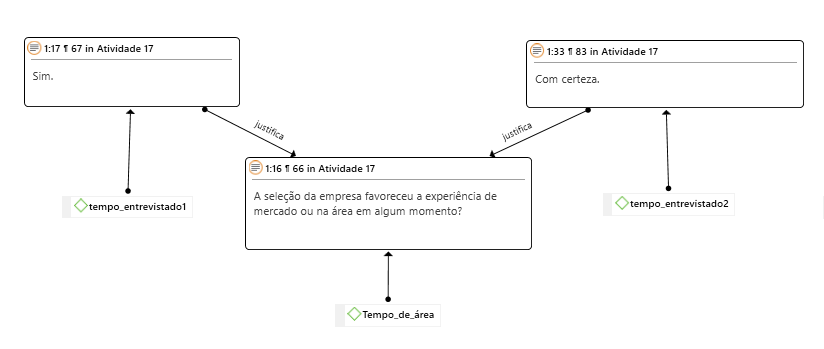 1:17 ¶ 67 in Atividade 17
Sim.
1:33 ¶ 83 in Atividade 17
Com certeza.
justifica
justifica
1:16 ¶ 66 in Atividade 17
A seleção da empresa favoreceu a experiência de
mercado ou na área em algum momento?
tempo_entrevistado1
tempo_entrevistado2
Tempo_de_área